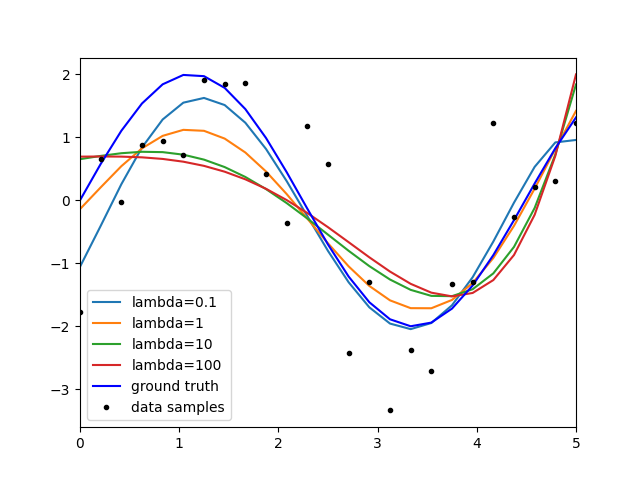 2
1
0
−1
−2
−3
lambda=0.1
lambda=1
lambda=10
lambda=100
ground truth
data samples
0 1 2 3 4 5